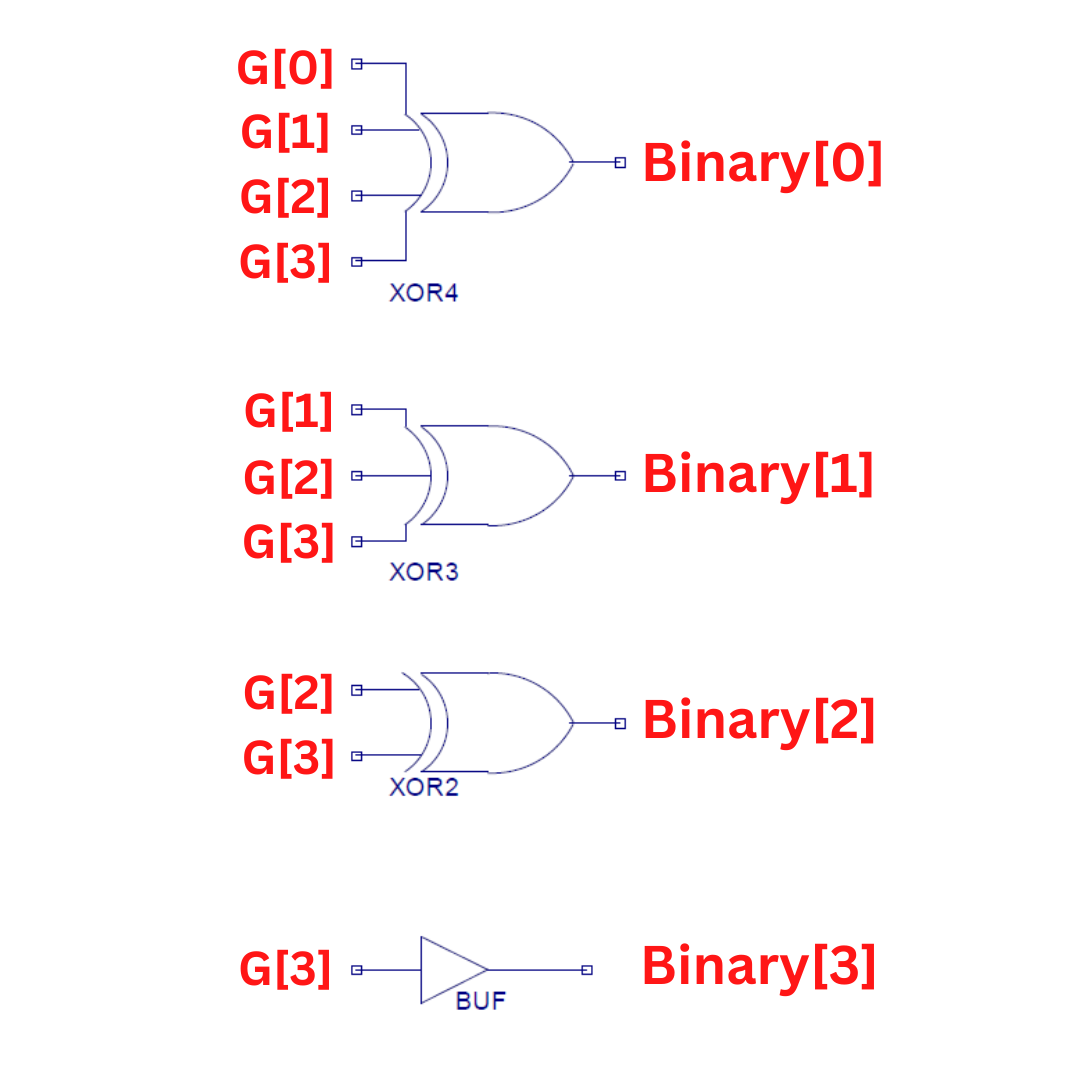 G[0]
G[1]
G[2]
G[3]
Binary[0]
XOR4
G[1]
G[2]
G[3]
Binary[1]
XOR3
G[2]
G[3]
Binary[2]
XOR2
G[3]
Binary[3]
BUF